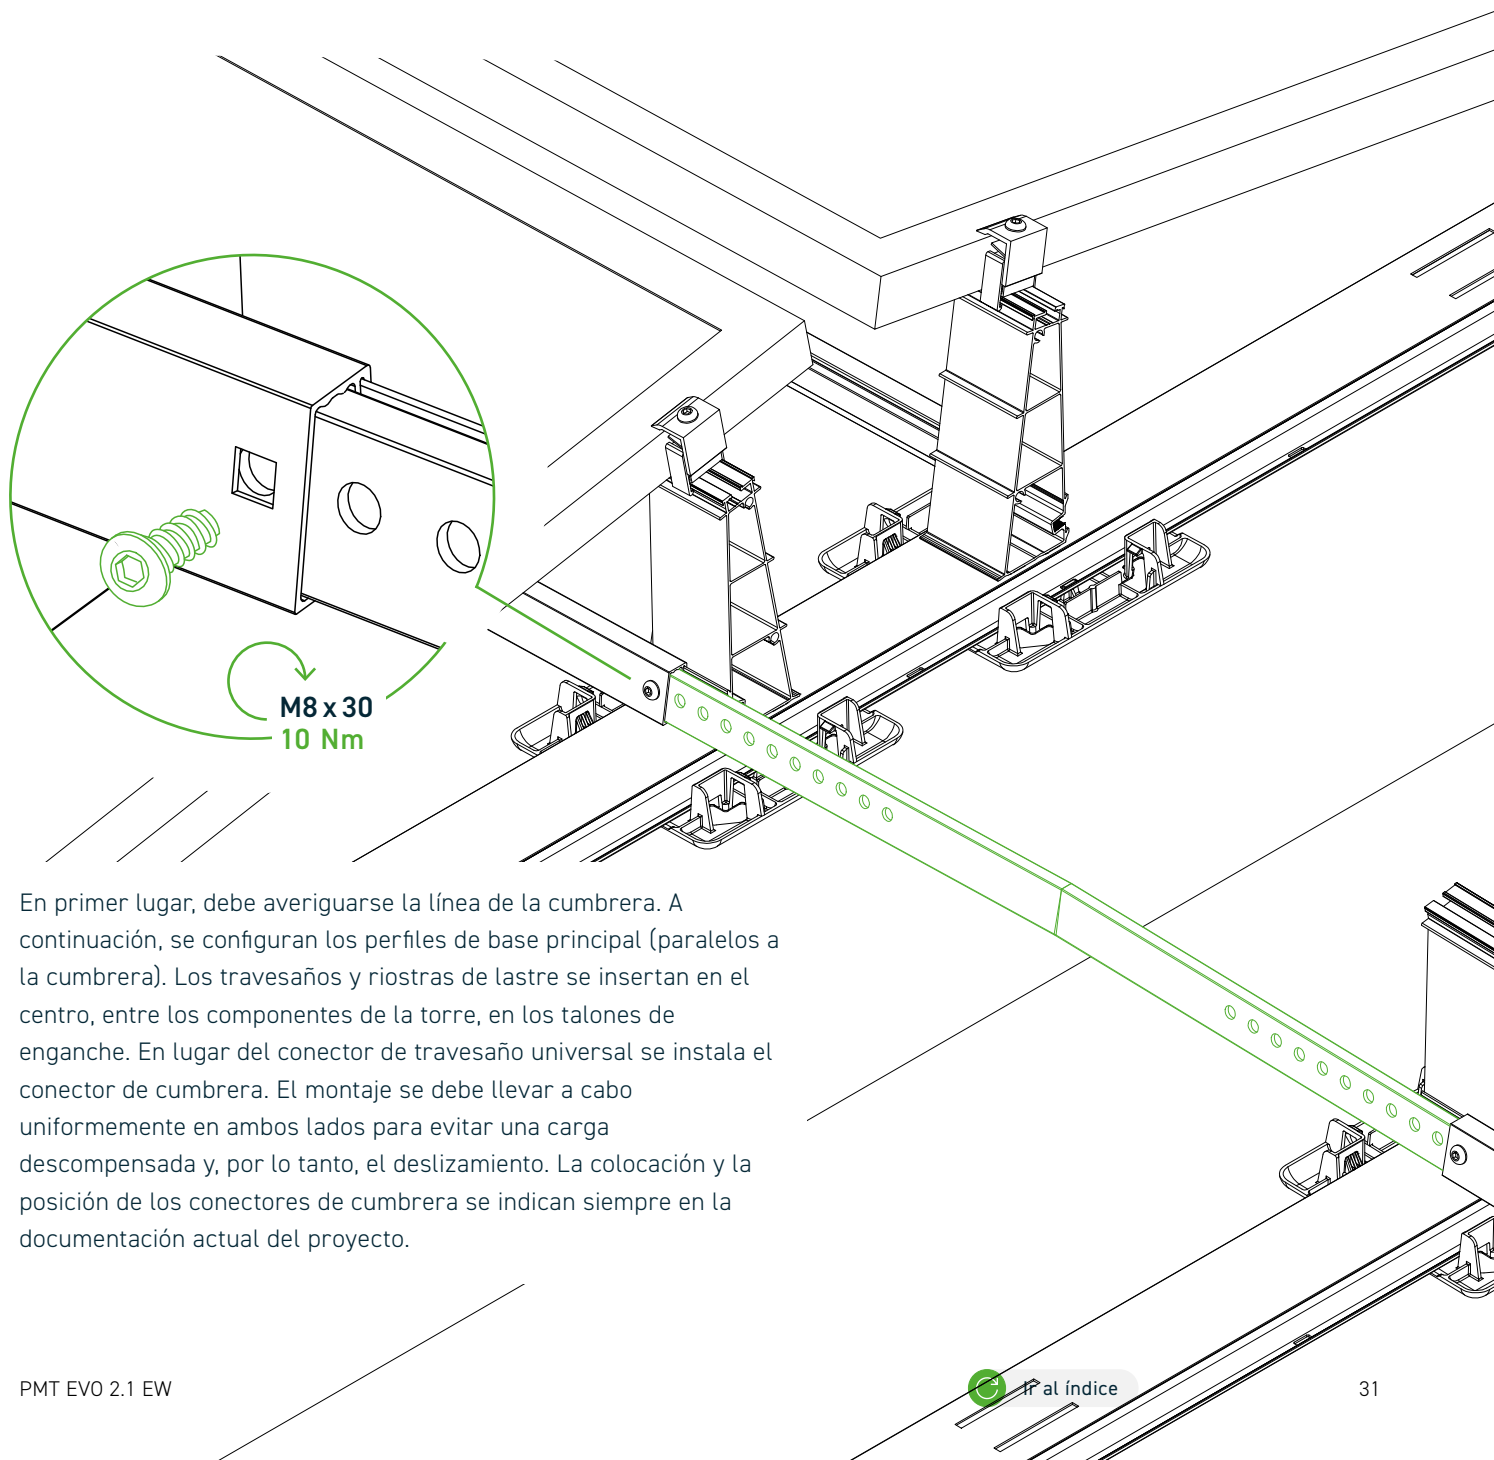 M8 x 30
10 Nm
En primer lugar, debe averiguarse la línea de la cumbrera. A
continuación, se configuran los perfiles de base principal (paralelos a
la cumbrera). Los travesaños y riostras de lastre se insertan en el
centro, entre los componentes de la torre, en los talones de
enganche. En lugar del conector de travesaño universal se instala el
conector de cumbrera. El montaje se debe llevar a cabo
uniformemente en ambos lados para evitar una carga
descompensada y, por lo tanto, el deslizamiento. La colocación y la
posición de los conectores de cumbrera se indican siempre en la
documentación actual del proyecto.
PMT EVO 2.1 EW
Ir al índice
31